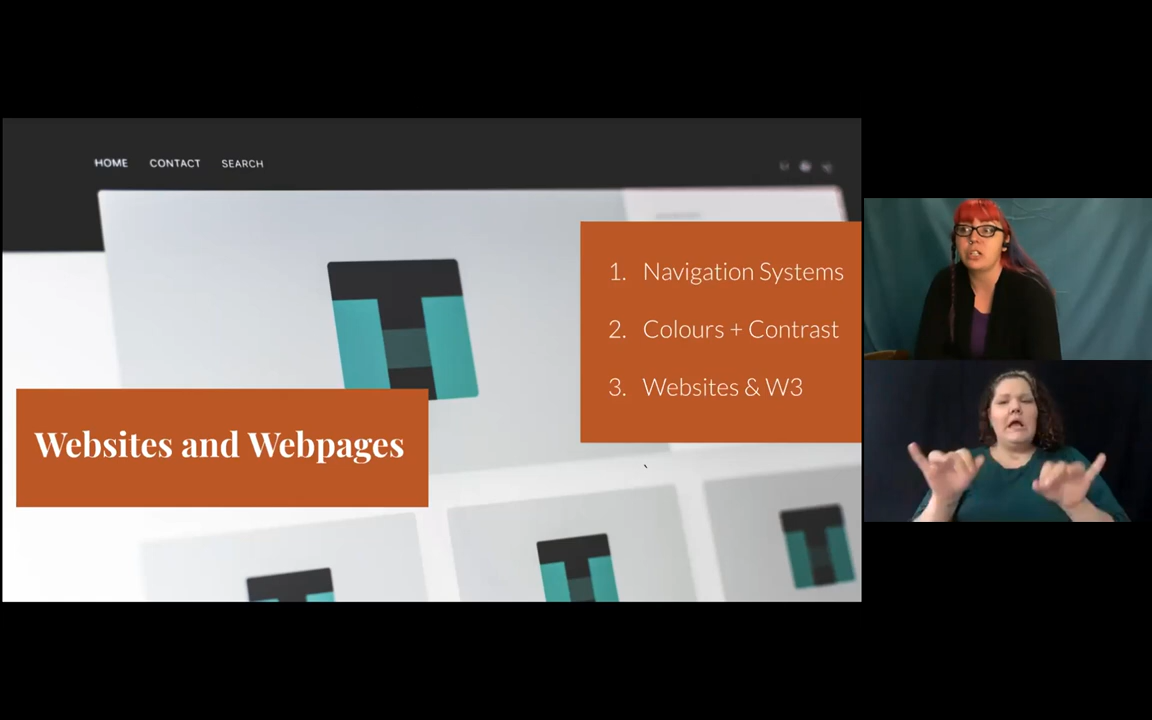 HOME CONTACT SEARCH
1. Navigation Systems
2. Colours + Contrast
3. Websites & W3
Websites and Webpages